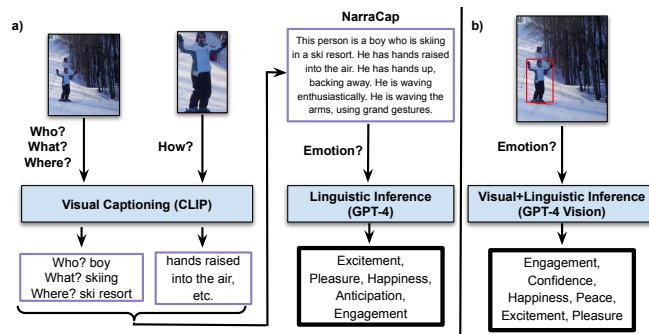 a)
Who?
What?
Where?
How?
Visual Captioning (CLIP)
Who? boy
What? skiing
Where? ski resort
hands raised
into the air,
etc.
NarraCap
This person is a boy who is skiing
in a ski resort. He has hands raised
into the air. He has hands up,
backing away. He is waving
enthusiastically. He is waving the
arms, using grand gestures.
Emotion?
Linguistic Inference
(GPT-4)
Excitement,
Pleasure, Happiness,
Anticipation,
Engagement
b)
Emotion?
Visual+Linguistic Inference
(GPT-4 Vision)
Engagement,
Confidence,
Happiness, Peace,
Excitement, Pleasure